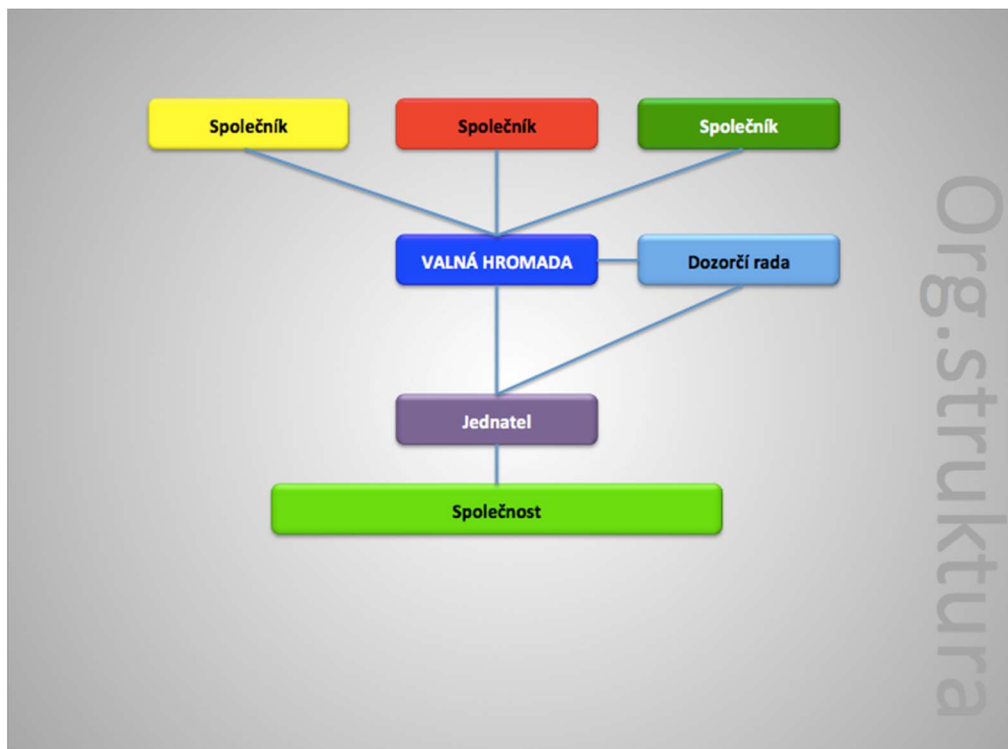 Společník
Společník
Společník
VALNÁ HROMADA
Dozorčí rada
Jednatel
Společnost
Org.struktura